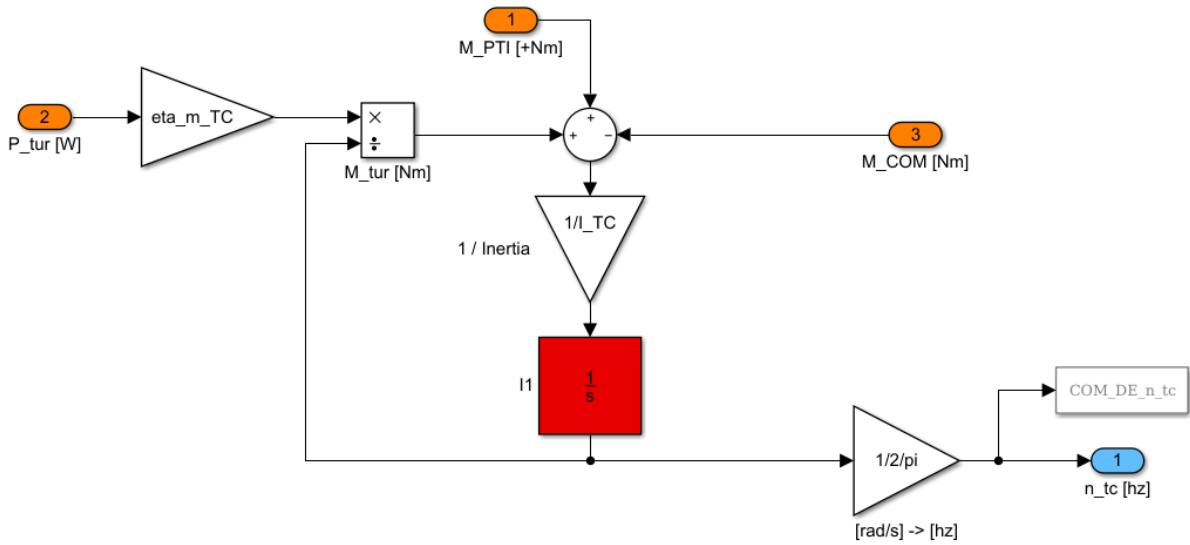 1
M_PTI [+Nm]
2
P_tur [W]
eta_m_TC
×
÷
M_tur [Nm]
+
+
−
3
M_COM [Nm]
1/I_TC
1 / Inertia
I1
1
s
COM_DE_n_tc
1/2/pi
[rad/s] -> [hz]
1
n_tc [hz]